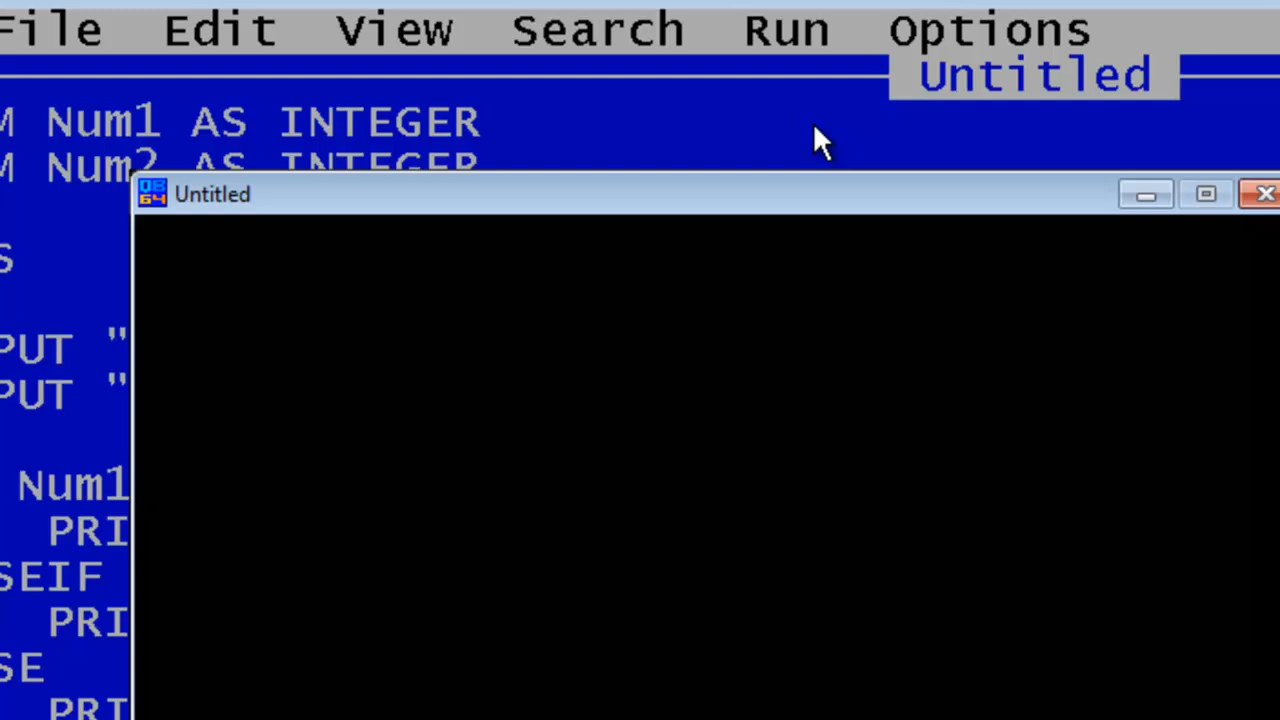 File Edit View Search Run Options
Untitled
M Num1 AS INTEGER
M Num2 AS INTEGER
QB64 Untitled
S
PUT "
PUT "
Num1
PRI
SEIF
PRI
SE
PRI